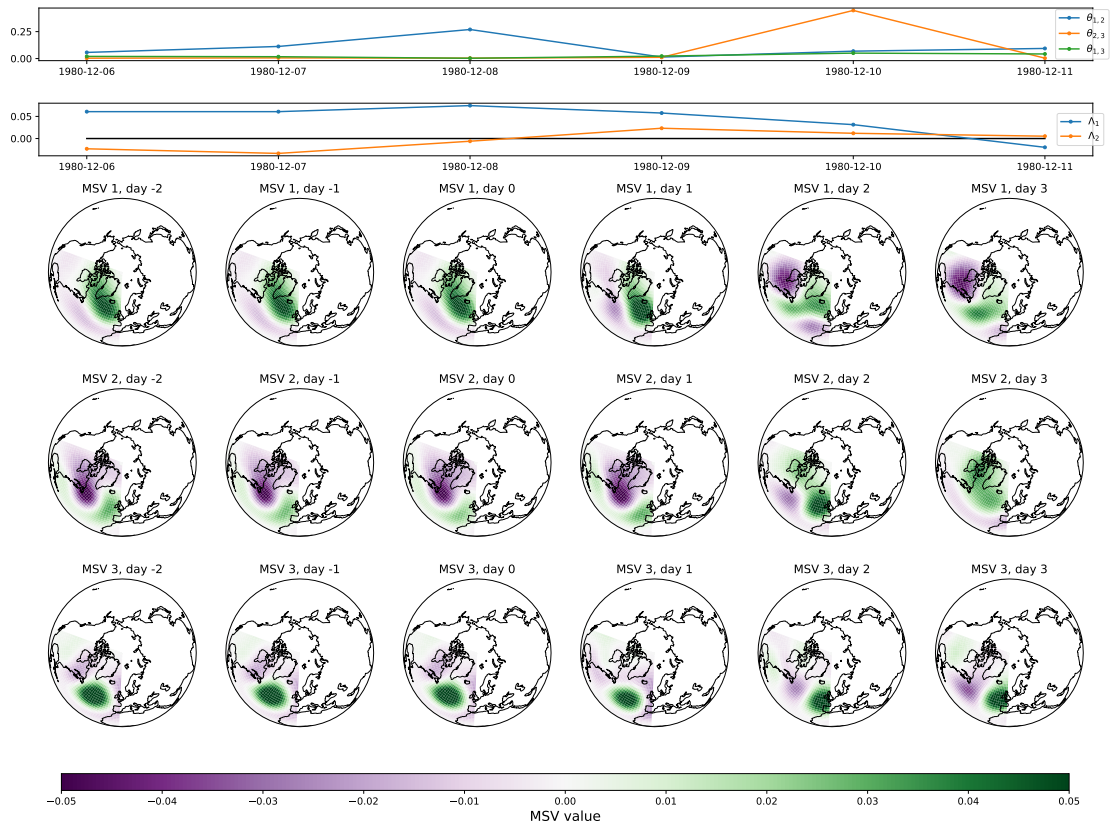 0.25
0.00
θ1,2
θ2,3
θ1,3
1980-12-06 1980-12-07 1980-12-08 1980-12-09 1980-12-10 1980-12-11
0.05
0.00
Λ1
Λ2
1980-12-06 1980-12-07 1980-12-08 1980-12-09 1980-12-10 1980-12-11
MSV 1, day -2 MSV 1, day -1 MSV 1, day 0 MSV 1, day 1 MSV 1, day 2 MSV 1, day 3
MSV 2, day -2 MSV 2, day -1 MSV 2, day 0 MSV 2, day 1 MSV 2, day 2 MSV 2, day 3
MSV 3, day -2 MSV 3, day -1 MSV 3, day 0 MSV 3, day 1 MSV 3, day 2 MSV 3, day 3
−0.05 −0.04 −0.03 −0.02 −0.01 0.00 0.01 0.02 0.03 0.04 0.05
MSV value